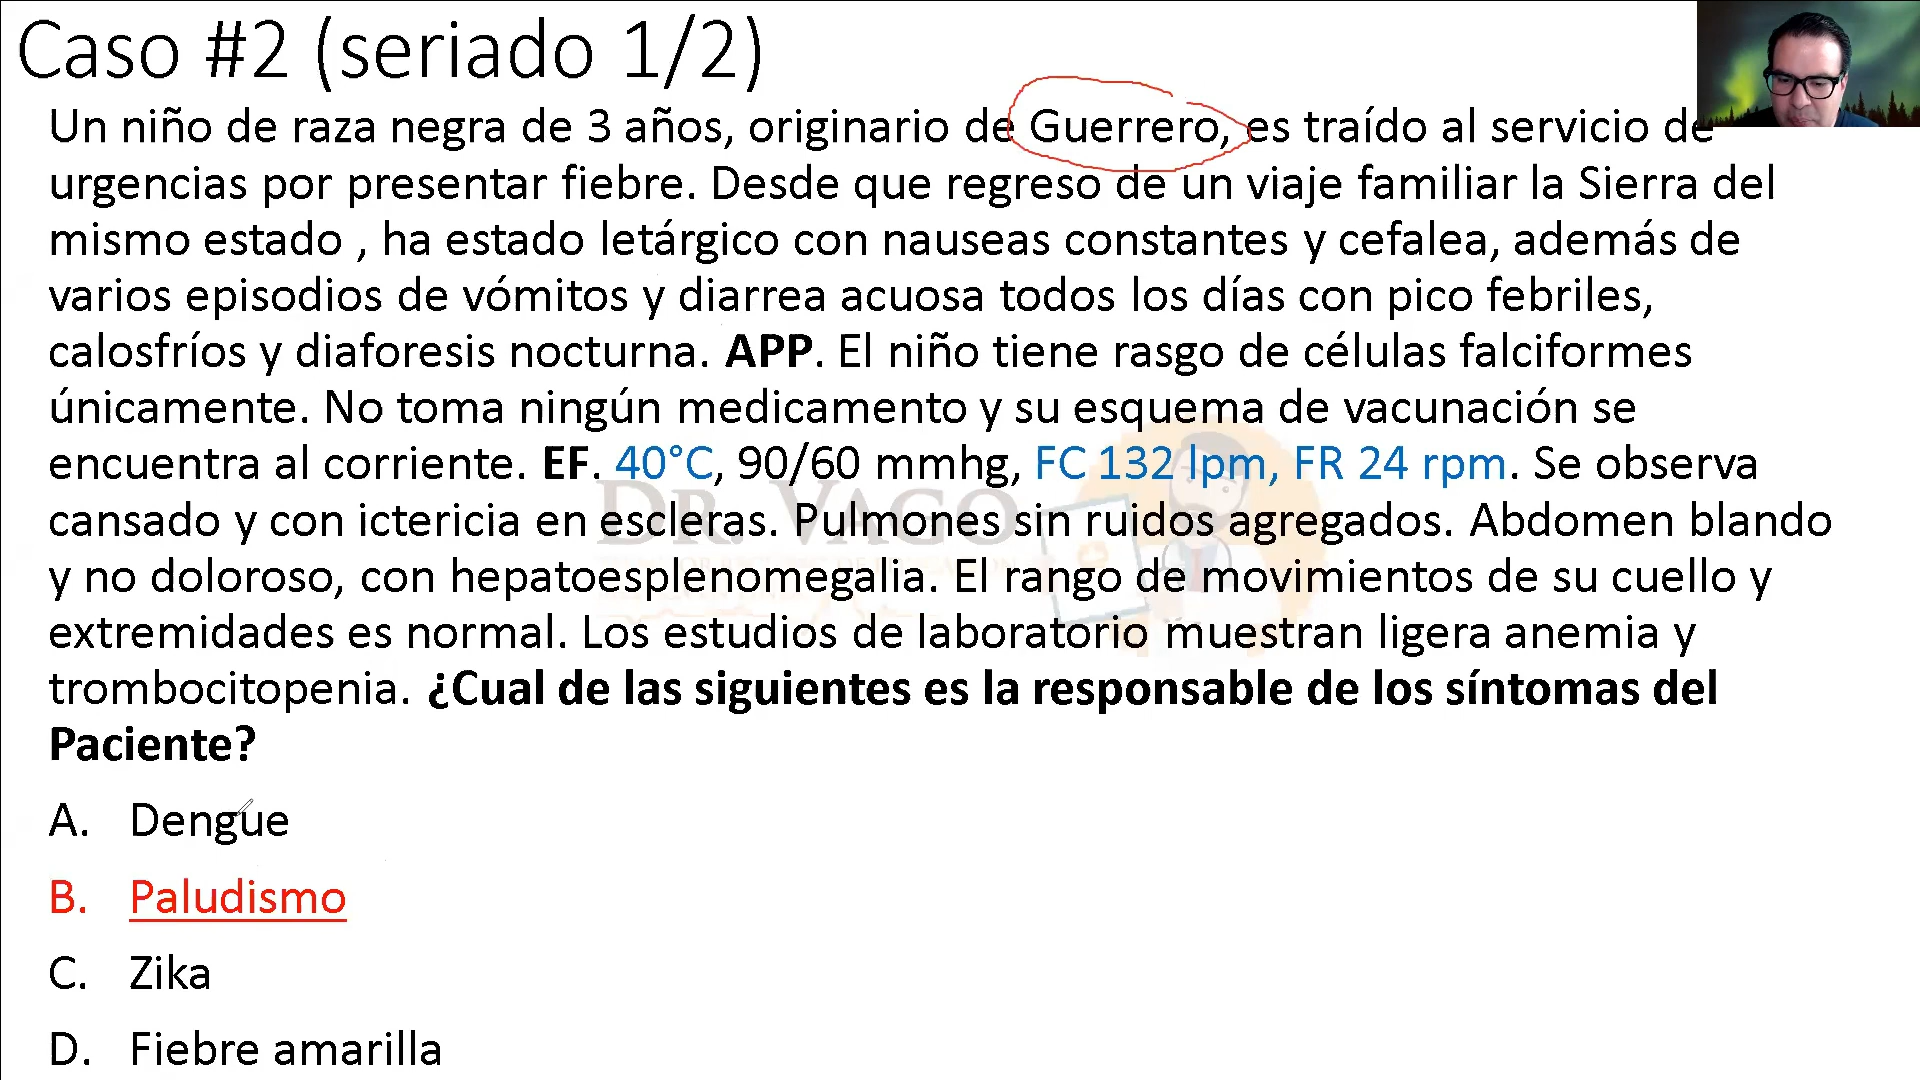 Caso #2 (seriado 1/2)
Un niño de raza negra de 3 años, originario de Guerrero, es traído al servicio de
urgencias por presentar fiebre. Desde que regreso de un viaje familiar la Sierra del
mismo estado , ha estado letárgico con nauseas constantes y cefalea, además de
varios episodios de vómitos y diarrea acuosa todos los días con pico febriles,
calosfríos y diaforesis nocturna. APP. El niño tiene rasgo de células falciformes
únicamente. No toma ningún medicamento y su esquema de vacunación se
encuentra al corriente. EF. 40°C, 90/60 mmhg, FC 132 lpm, FR 24 rpm. Se observa
cansado y con ictericia en escleras. Pulmones sin ruidos agregados. Abdomen blando
y no doloroso, con hepatoesplenomegalia. El rango de movimientos de su cuello y
extremidades es normal. Los estudios de laboratorio muestran ligera anemia y
trombocitopenia. ¿Cual de las siguientes es la responsable de los síntomas del
Paciente?
A. Dengue
B. Paludismo
C. Zika
D. Fiebre amarilla
DR. VAGO